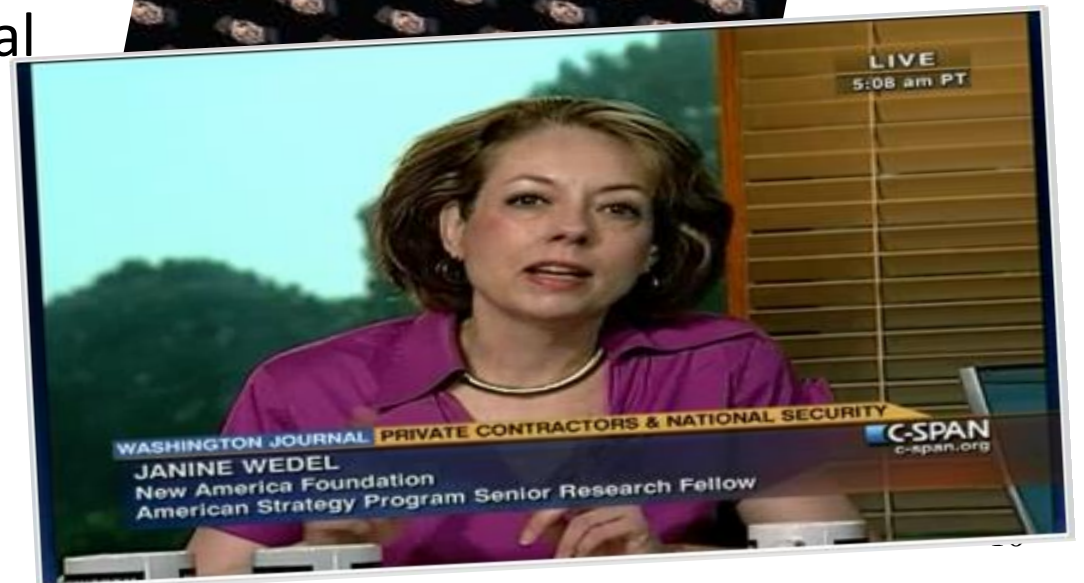 al
LIVE
5:08 am PT
WASHINGTON JOURNAL PRIVATE CONTRACTORS & NATIONAL SECURITY
C-SPAN
c-span.org
JANINE WEDEL
New America Foundation
American Strategy Program Senior Research Fellow